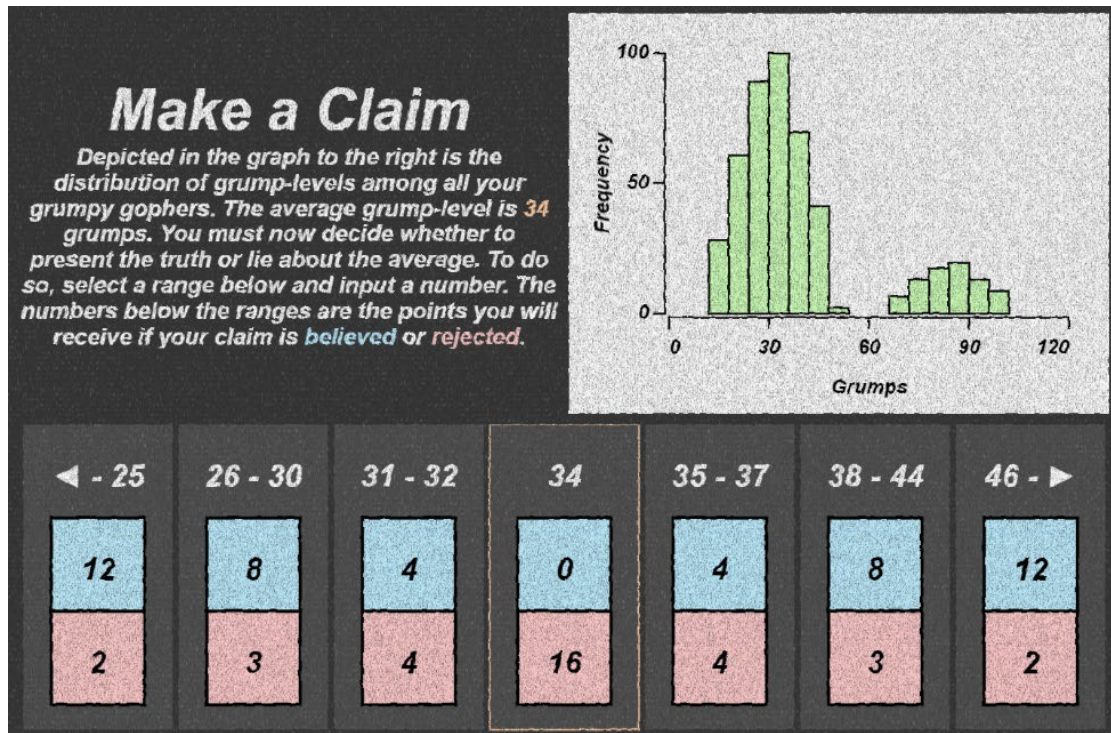 Make a Claim
Depicted in the graph to the right is the
distribution of grump-levels among all your
grumpy gophers. The average grump-level is 34
grumps. You must now decide whether to
present the truth or lie about the average. To do
so, select a range below and input a number. The
numbers below the ranges are the points you will
receive if your claim is believed or rejected.
100
50
0
Frequency
0 30 60 90 120
Grumps
◀ - 25 26 - 30 31 - 32 34 35 - 37 38 - 44 46 - ▶
12 8 4 0 4 8 12
2 3 4 16 4 3 2